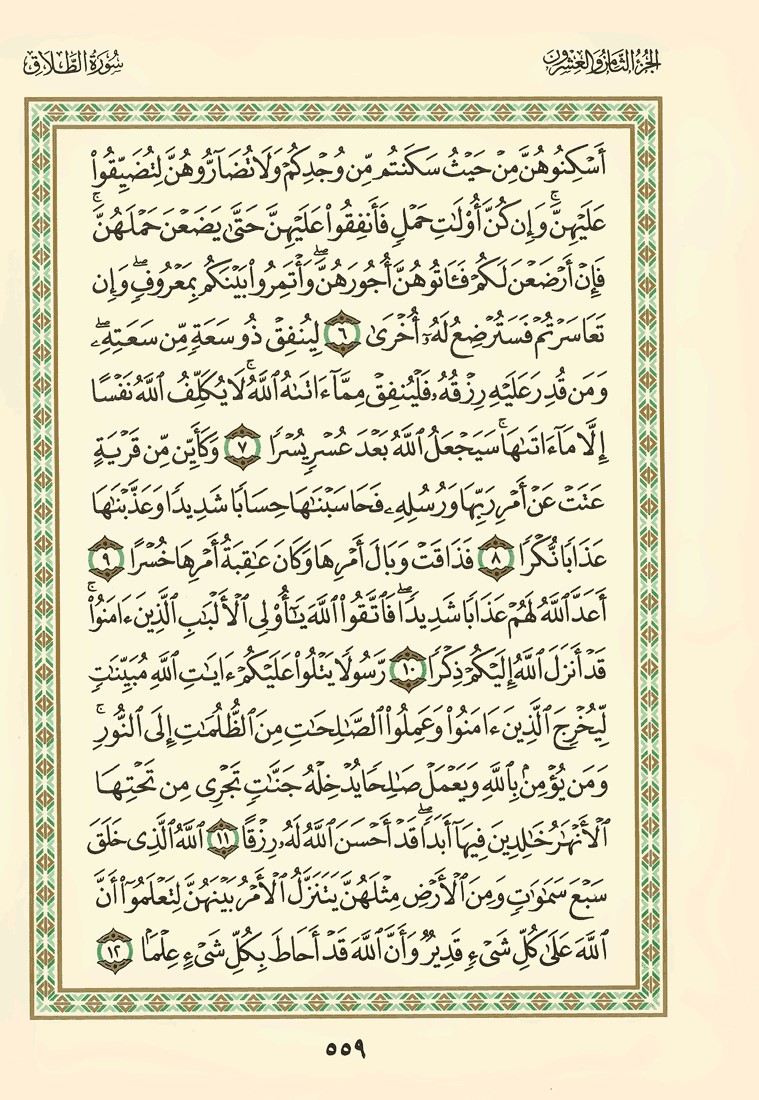 الجزء الثامن والعشرون
سورة الطلاق
أَسْكِنُوهُنَّ مِنْ حَيْثُ سَكَنتُم مِّن وُجْدِكُمْ وَلَا تُضَآرُّوهُنَّ لِتُضَيِّقُوا۟
عَلَيْهِنَّ ۚ وَإِن كُنَّ أُو۟لَـٰتِ حَمْلٍ فَأَنفِقُوا۟ عَلَيْهِنَّ حَتَّىٰ يَضَعْنَ حَمْلَهُنَّ ۚ
فَإِنْ أَرْضَعْنَ لَكُمْ فَـَٔاتُوهُنَّ أُجُورَهُنَّ ۖ وَأْتَمِرُوا۟ بَيْنَكُم بِمَعْرُوفٍ ۖ وَإِن
تَعَاسَرْتُمْ فَسَتُرْضِعُ لَهُۥٓ أُخْرَىٰ ٦ لِيُنفِقْ ذُو سَعَةٍ مِّن سَعَتِهِۦ ۖ
وَمَن قُدِرَ عَلَيْهِ رِزْقُهُۥ فَلْيُنفِقْ مِمَّآ ءَاتَىٰهُ ٱللَّهُ ۚ لَا يُكَلِّفُ ٱللَّهُ نَفْسًا
إِلَّا مَآ ءَاتَىٰهَا ۚ سَيَجْعَلُ ٱللَّهُ بَعْدَ عُسْرٍ يُسْرًا ٧ وَكَأَيِّن مِّن قَرْيَةٍ
عَتَتْ عَنْ أَمْرِ رَبِّهَا وَرُسُلِهِۦ فَحَاسَبْنَـٰهَا حِسَابًا شَدِيدًا وَعَذَّبْنَـٰهَا
عَذَابًا نُّكْرًا ٨ فَذَاقَتْ وَبَالَ أَمْرِهَا وَكَانَ عَـٰقِبَةُ أَمْرِهَا خُسْرًا ٩
أَعَدَّ ٱللَّهُ لَهُمْ عَذَابًا شَدِيدًا ۖ فَٱتَّقُوا۟ ٱللَّهَ يَـٰٓأُو۟لِى ٱلْأَلْبَـٰبِ ٱلَّذِينَ ءَامَنُوا۟ ۚ
قَدْ أَنزَلَ ٱللَّهُ إِلَيْكُمْ ذِكْرًا ١٠ رَّسُولًا يَتْلُوا۟ عَلَيْكُمْ ءَايَـٰتِ ٱللَّهِ مُبَيِّنَـٰتٍ
لِّيُخْرِجَ ٱلَّذِينَ ءَامَنُوا۟ وَعَمِلُوا۟ ٱلصَّـٰلِحَـٰتِ مِنَ ٱلظُّلُمَـٰتِ إِلَى ٱلنُّورِ ۚ
وَمَن يُؤْمِنۢ بِٱللَّهِ وَيَعْمَلْ صَـٰلِحًا يُدْخِلْهُ جَنَّـٰتٍ تَجْرِى مِن تَحْتِهَا
ٱلْأَنْهَـٰرُ خَـٰلِدِينَ فِيهَآ أَبَدًا ۖ قَدْ أَحْسَنَ ٱللَّهُ لَهُۥ رِزْقًا ١١ ٱللَّهُ ٱلَّذِى خَلَقَ
سَبْعَ سَمَـٰوَٰتٍ وَمِنَ ٱلْأَرْضِ مِثْلَهُنَّ يَتَنَزَّلُ ٱلْأَمْرُ بَيْنَهُنَّ لِتَعْلَمُوٓا۟ أَنَّ
ٱللَّهَ عَلَىٰ كُلِّ شَىْءٍ قَدِيرٌ وَأَنَّ ٱللَّهَ قَدْ أَحَاطَ بِكُلِّ شَىْءٍ عِلْمًۢا ١٢
٥٥٩